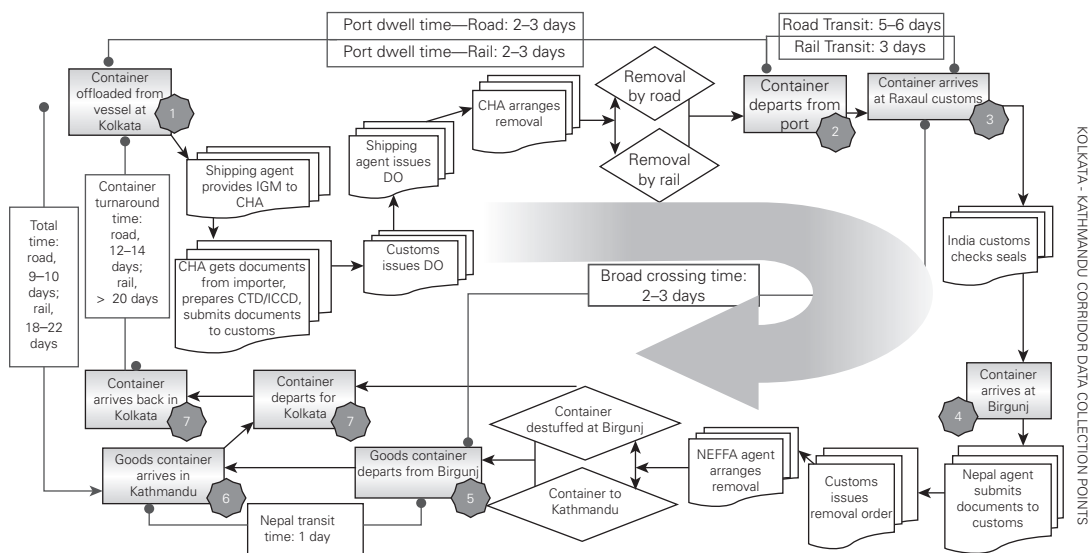 Port dwell time—Road: 2–3 days
Port dwell time—Rail: 2–3 days
Road Transit: 5–6 days
Rail Transit: 3 days
Container
offloaded from
vessel at
Kolkata
1
Shipping agent
provides IGM to
CHA
CHA gets documents
from importer,
prepares CTD/ICCD,
submits documents
to customs
Customs
issues DO
Shipping
agent issues
DO
CHA arranges
removal
Removal
by road
Removal
by rail
Container
departs from
port
2
Container arrives
at Raxaul customs
3
India customs
checks seals
Container
arrives at
Birgunj
4
Nepal agent
submits
documents to
customs
Customs
issues
removal order
NEFFA agent
arranges
removal
Container
destuffed at Birgunj
Container to
Kathmandu
Goods container
departs from Birgunj
5
Goods container
arrives in
Kathmandu
6
Container
departs for
Kolkata
7
Container
arrives back in
Kolkata
7
Nepal transit
time: 1 day
Broad crossing time:
2–3 days
Container
turnaround
time:
road,
12–14
days;
rail,
> 20 days
Total
time:
road,
9–10
days;
rail,
18–22
days
KOLKATA - KATHMANDU CORRIDOR DATA COLLECTION POINTS